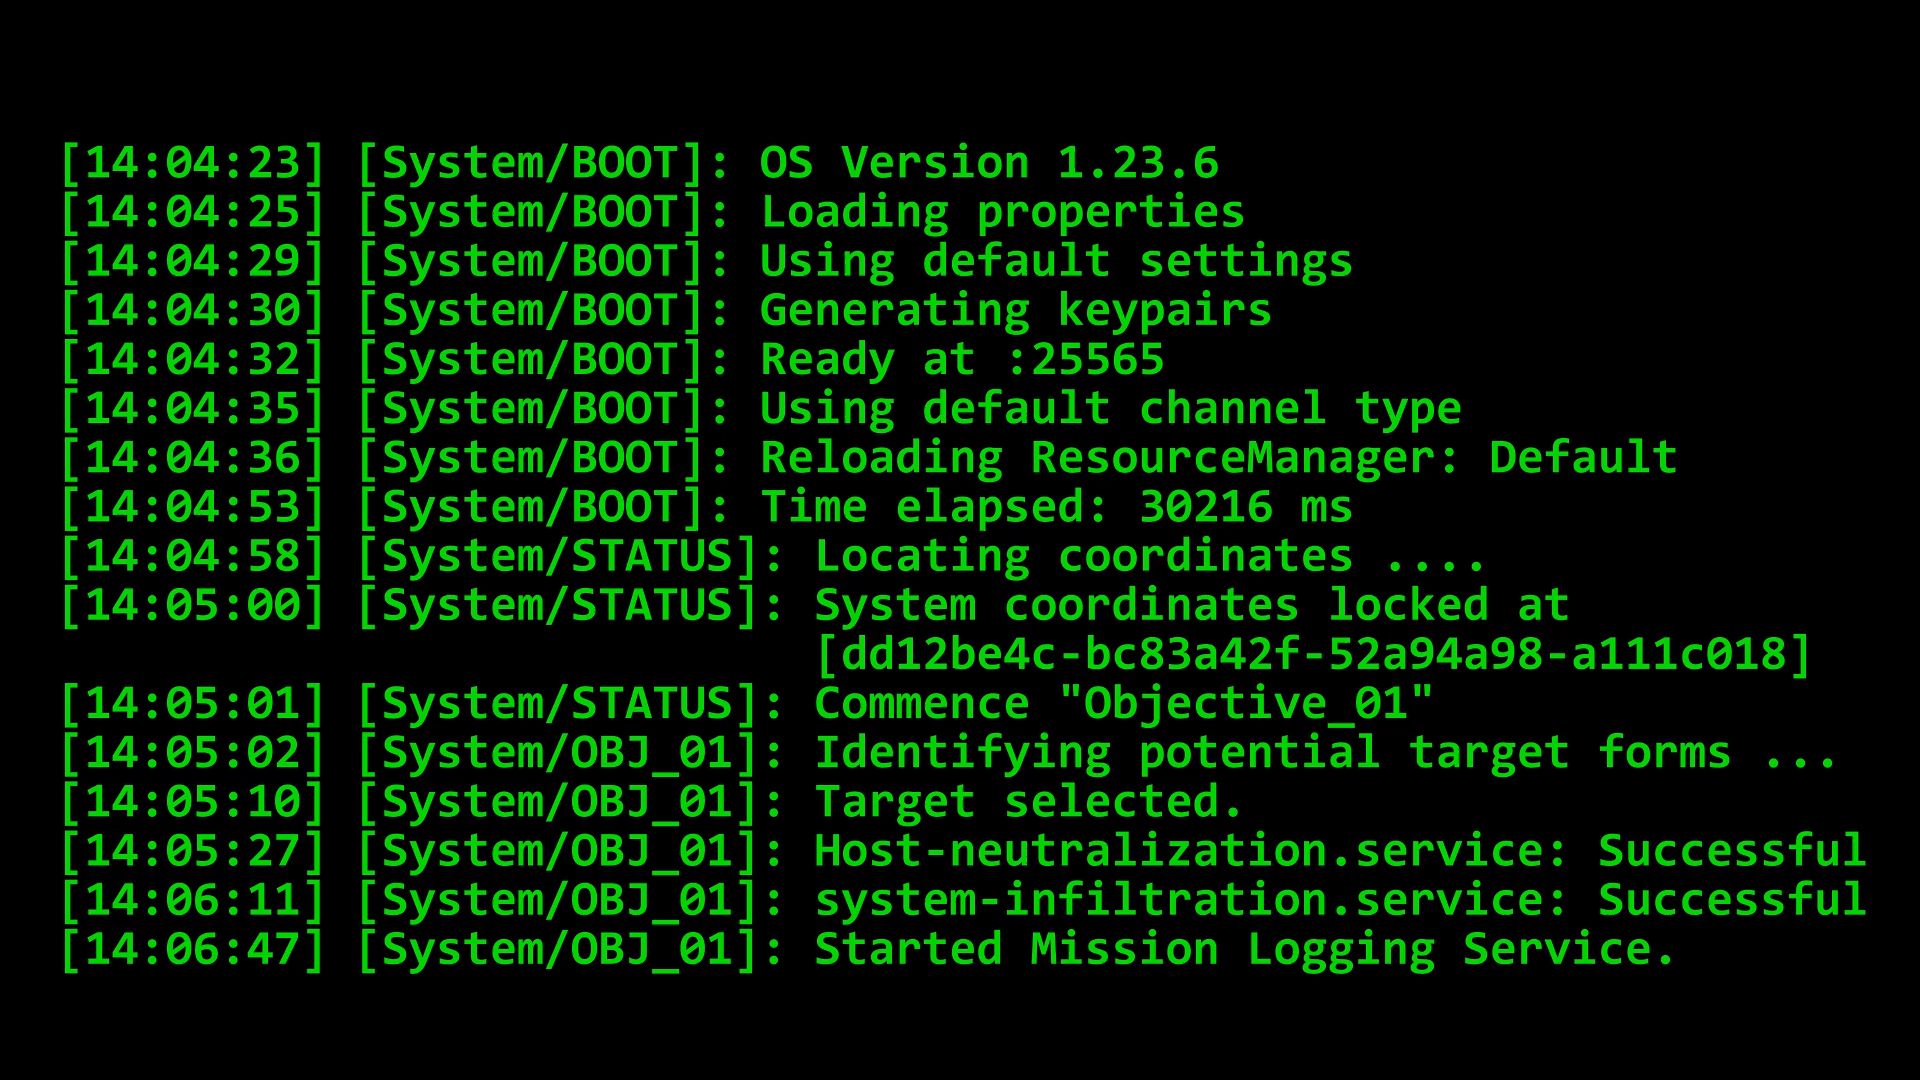 [14:04:23] [System/BOOT]: OS Version 1.23.6
[14:04:25] [System/BOOT]: Loading properties
[14:04:29] [System/BOOT]: Using default settings
[14:04:30] [System/BOOT]: Generating keypairs
[14:04:32] [System/BOOT]: Ready at :25565
[14:04:35] [System/BOOT]: Using default channel type
[14:04:36] [System/BOOT]: Reloading ResourceManager: Default
[14:04:53] [System/BOOT]: Time elapsed: 30216 ms
[14:04:58] [System/STATUS]: Locating coordinates ....
[14:05:00] [System/STATUS]: System coordinates locked at
[dd12be4c-bc83a42f-52a94a98-a111c018]
[14:05:01] [System/STATUS]: Commence "Objective_01"
[14:05:02] [System/OBJ_01]: Identifying potential target forms ...
[14:05:10] [System/OBJ_01]: Target selected.
[14:05:27] [System/OBJ_01]: Host-neutralization.service: Successful
[14:06:11] [System/OBJ_01]: system-infiltration.service: Successful
[14:06:47] [System/OBJ_01]: Started Mission Logging Service.